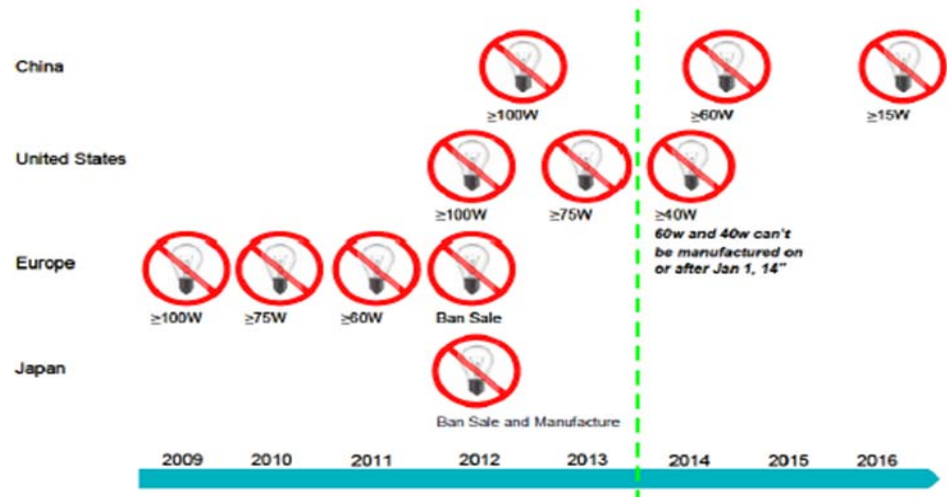 China
≥100W
≥60W
≥15W
United States
≥100W
≥75W
≥40W
60w and 40w can't
be manufactured on
or after Jan 1, 14"
Europe
≥100W
≥75W
≥60W
Ban Sale
Japan
Ban Sale and Manufacture
2009 2010 2011 2012 2013 2014 2015 2016